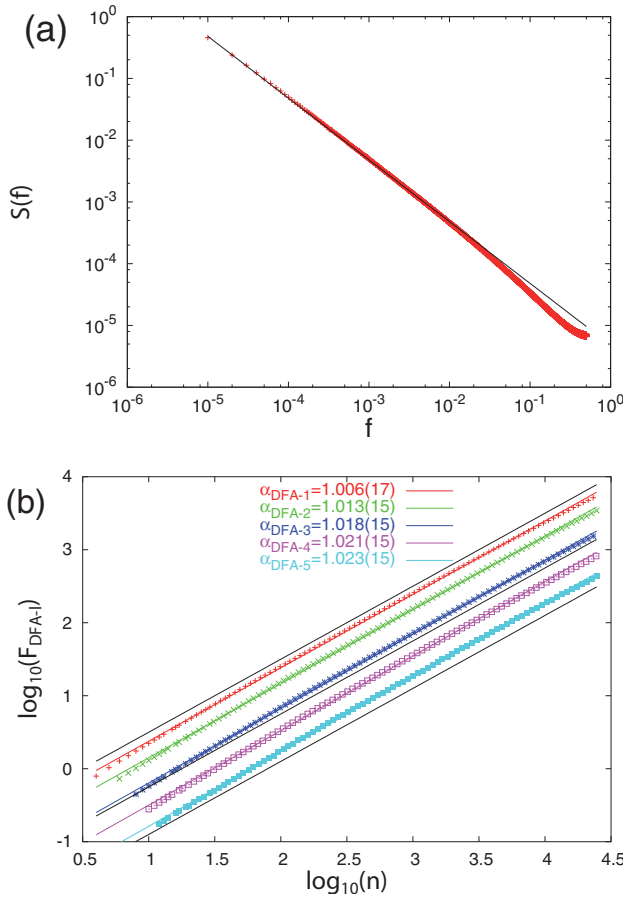 (a)
S(f)
10^0
10^-1
10^-2
10^-3
10^-4
10^-5
10^-6
10^-6 10^-5 10^-4 10^-3 10^-2 10^-1 10^0
f
(b)
log10(F_DFA-l)
4
3
2
1
0
-1
α_DFA-1=1.006(17)
α_DFA-2=1.013(15)
α_DFA-3=1.018(15)
α_DFA-4=1.021(15)
α_DFA-5=1.023(15)
0.5 1 1.5 2 2.5 3 3.5 4 4.5
log10(n)